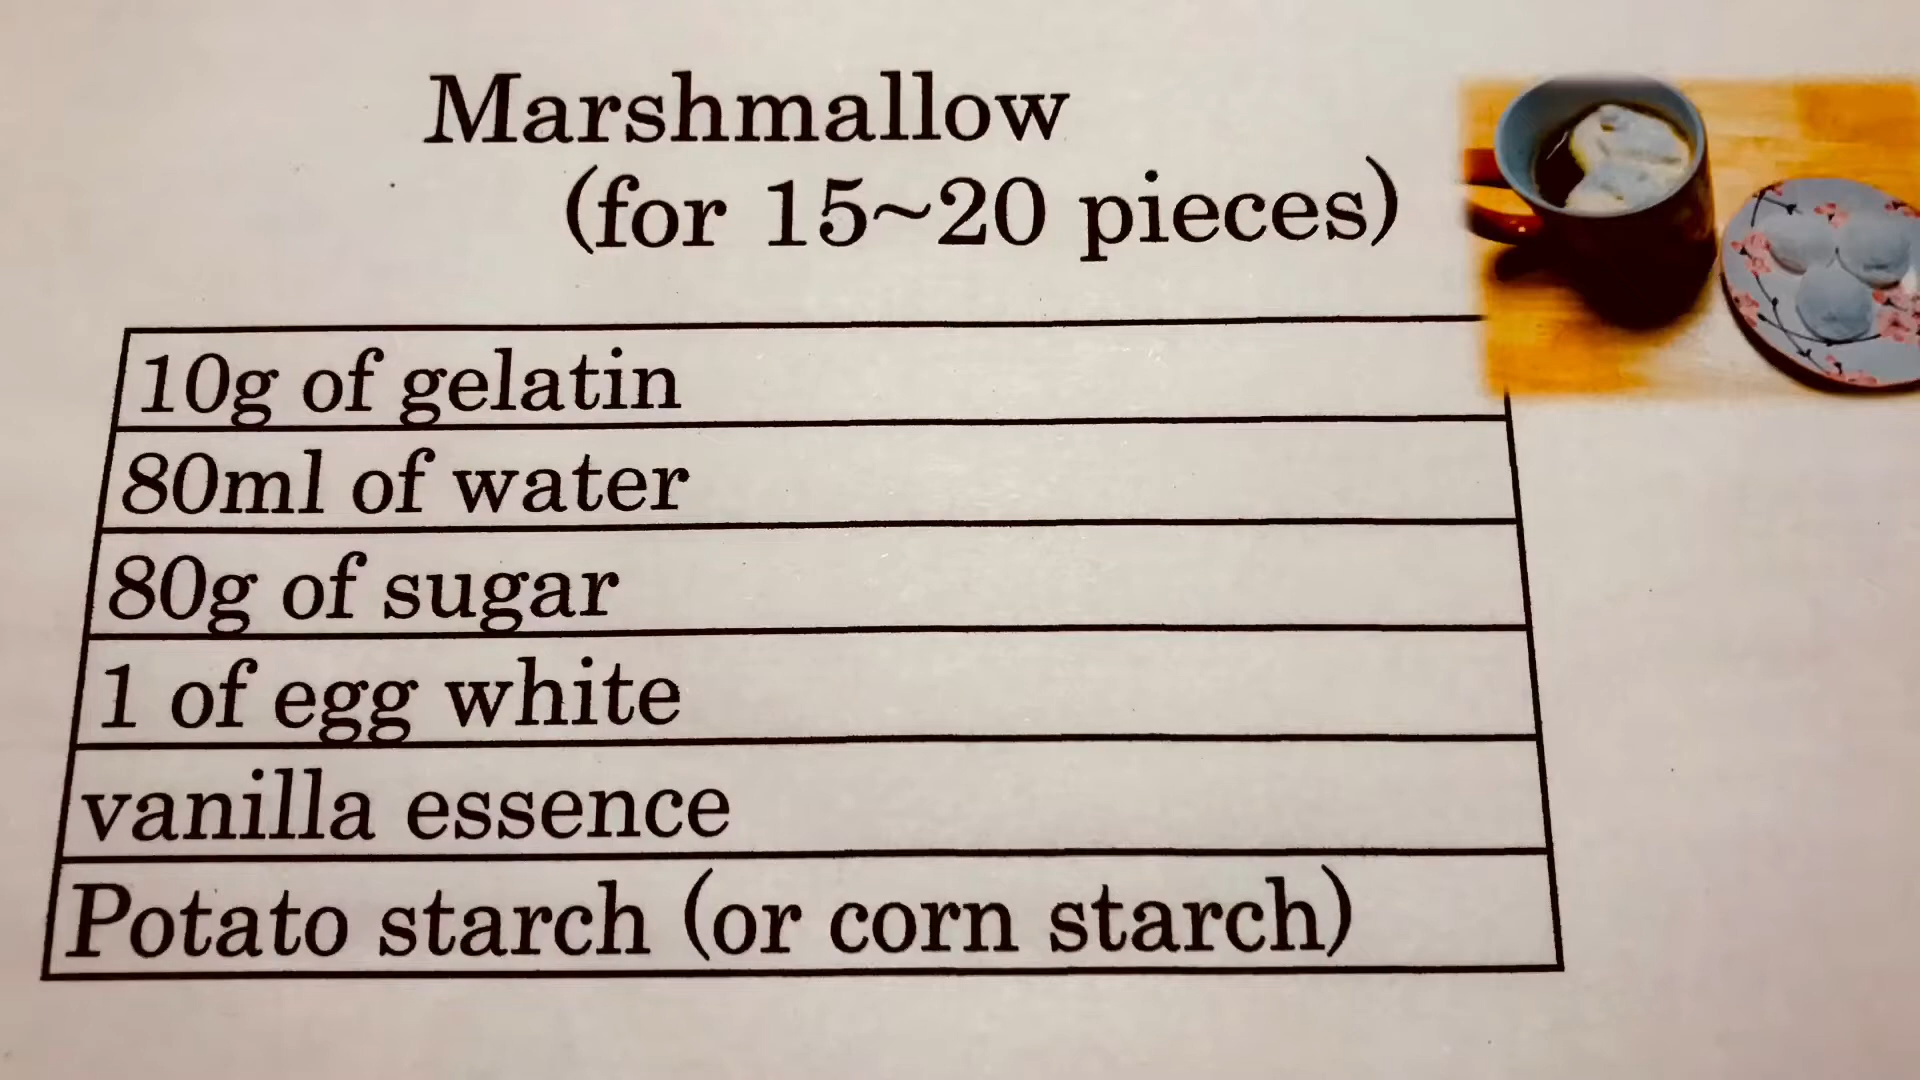 Marshmallow
(for 15~20 pieces)
10g of gelatin
80ml of water
80g of sugar
1 of egg white
vanilla essence
Potato starch (or corn starch)